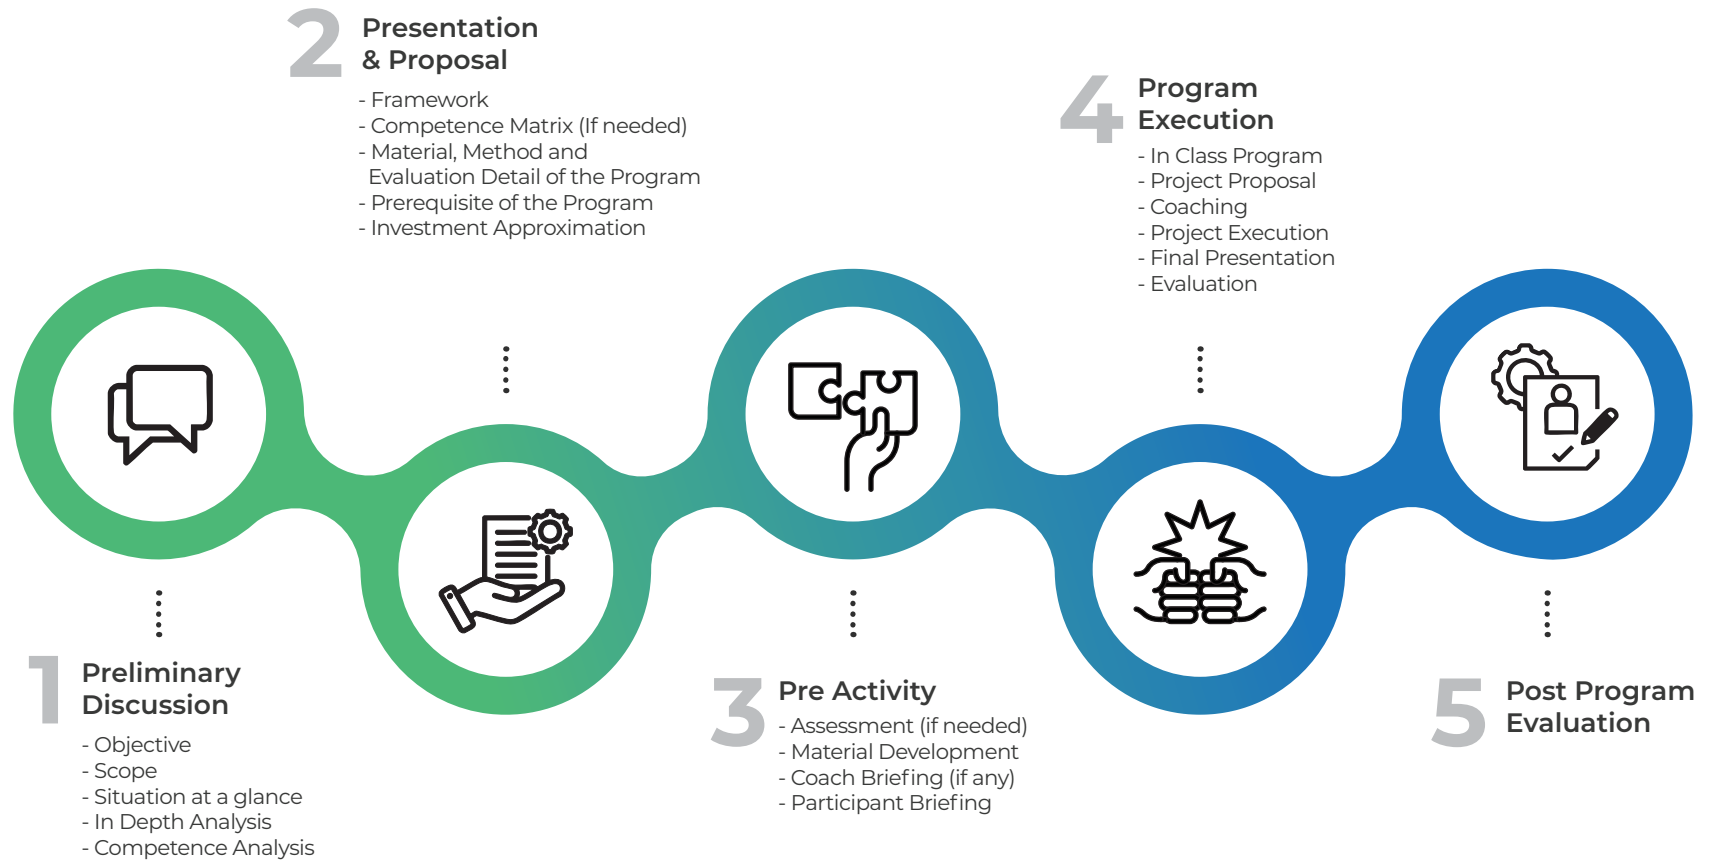 1
Preliminary
Discussion
- Objective
- Scope
- Situation at a glance
- In Depth Analysis
- Competence Analysis
2
Presentation
& Proposal
- Framework
- Competence Matrix (If needed)
- Material, Method and
Evaluation Detail of the Program
- Prerequisite of the Program
- Investment Approximation
3
Pre Activity
- Assessment (if needed)
- Material Development
- Coach Briefing (if any)
- Participant Briefing
4
Program
Execution
- In Class Program
- Project Proposal
- Coaching
- Project Execution
- Final Presentation
- Evaluation
5
Post Program
Evaluation